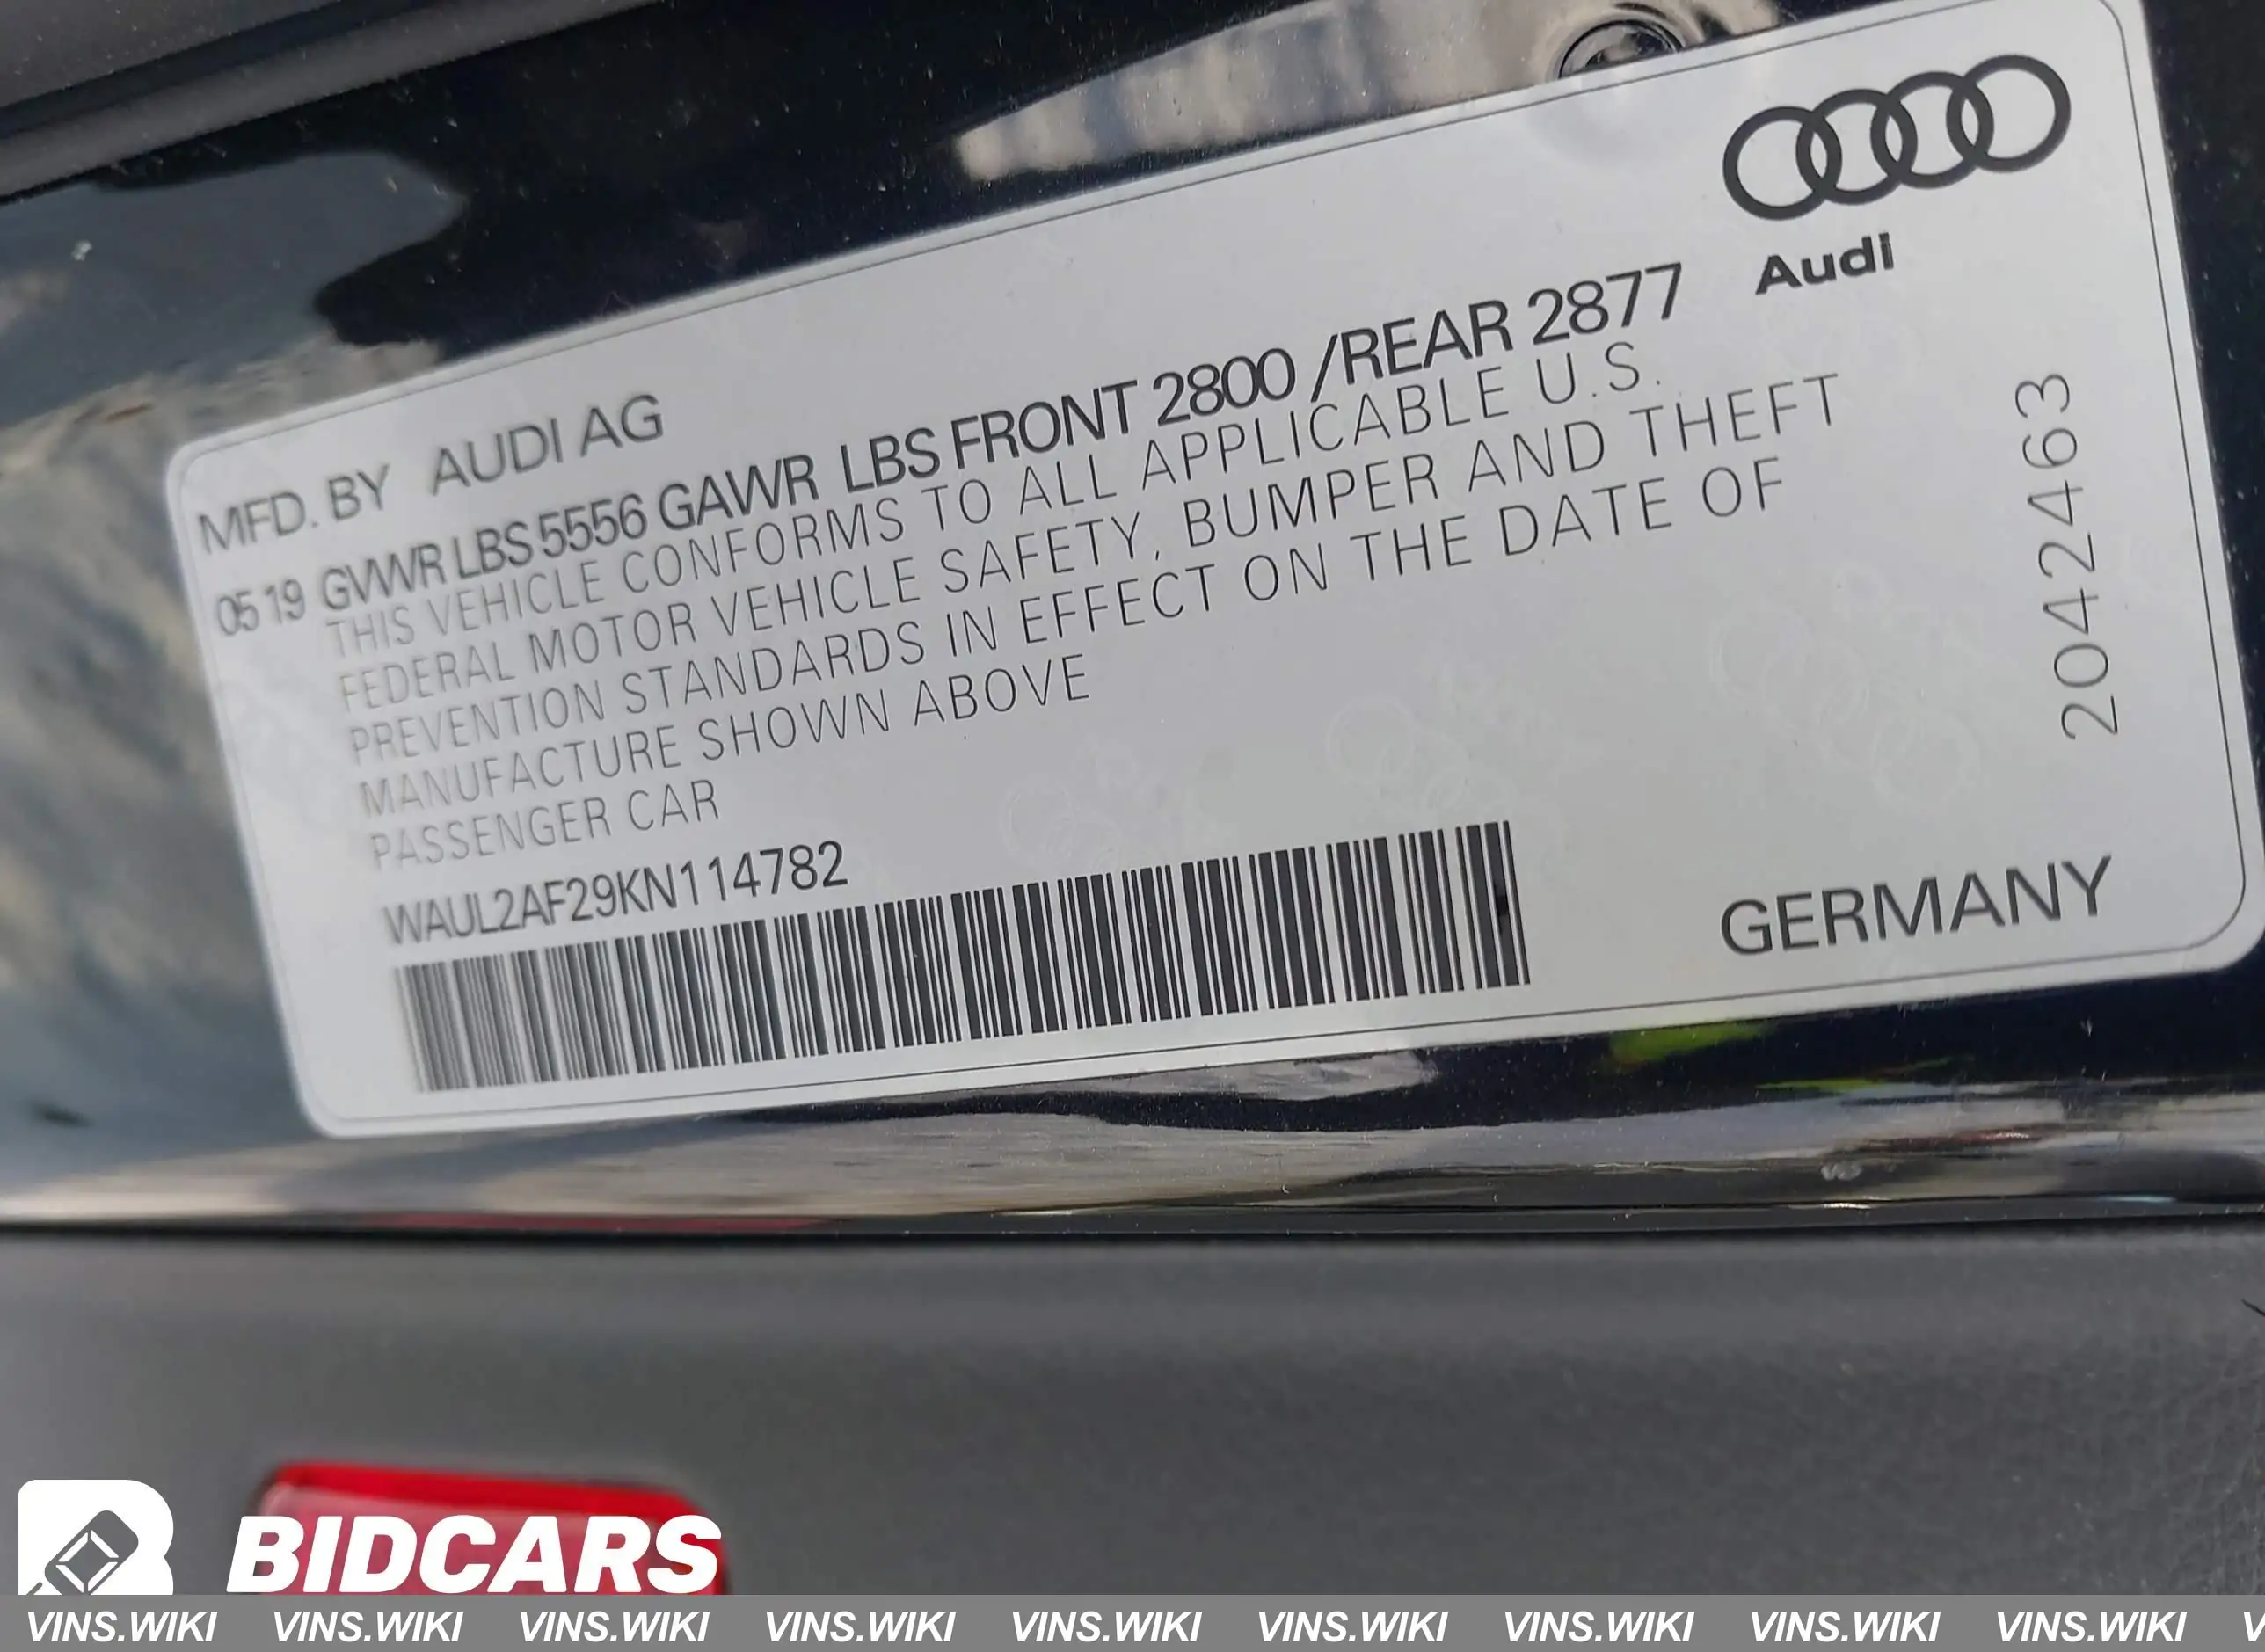 Audi
MFD. BY AUDI AG
05 19 GVWR LBS 5556 GAWR LBS FRONT 2800 /REAR 2877
THIS VEHICLE CONFORMS TO ALL APPLICABLE U.S.
FEDERAL MOTOR VEHICLE SAFETY, BUMPER AND THEFT
PREVENTION STANDARDS IN EFFECT ON THE DATE OF
MANUFACTURE SHOWN ABOVE
PASSENGER CAR
WAUL2AF29KN114782
GERMANY
2042463
BIDCARS
VINS.WIKI VINS.WIKI VINS.WIKI VINS.WIKI VINS.WIKI VINS.WIKI VINS.WIKI VINS.WIKI VINS.WIKI V